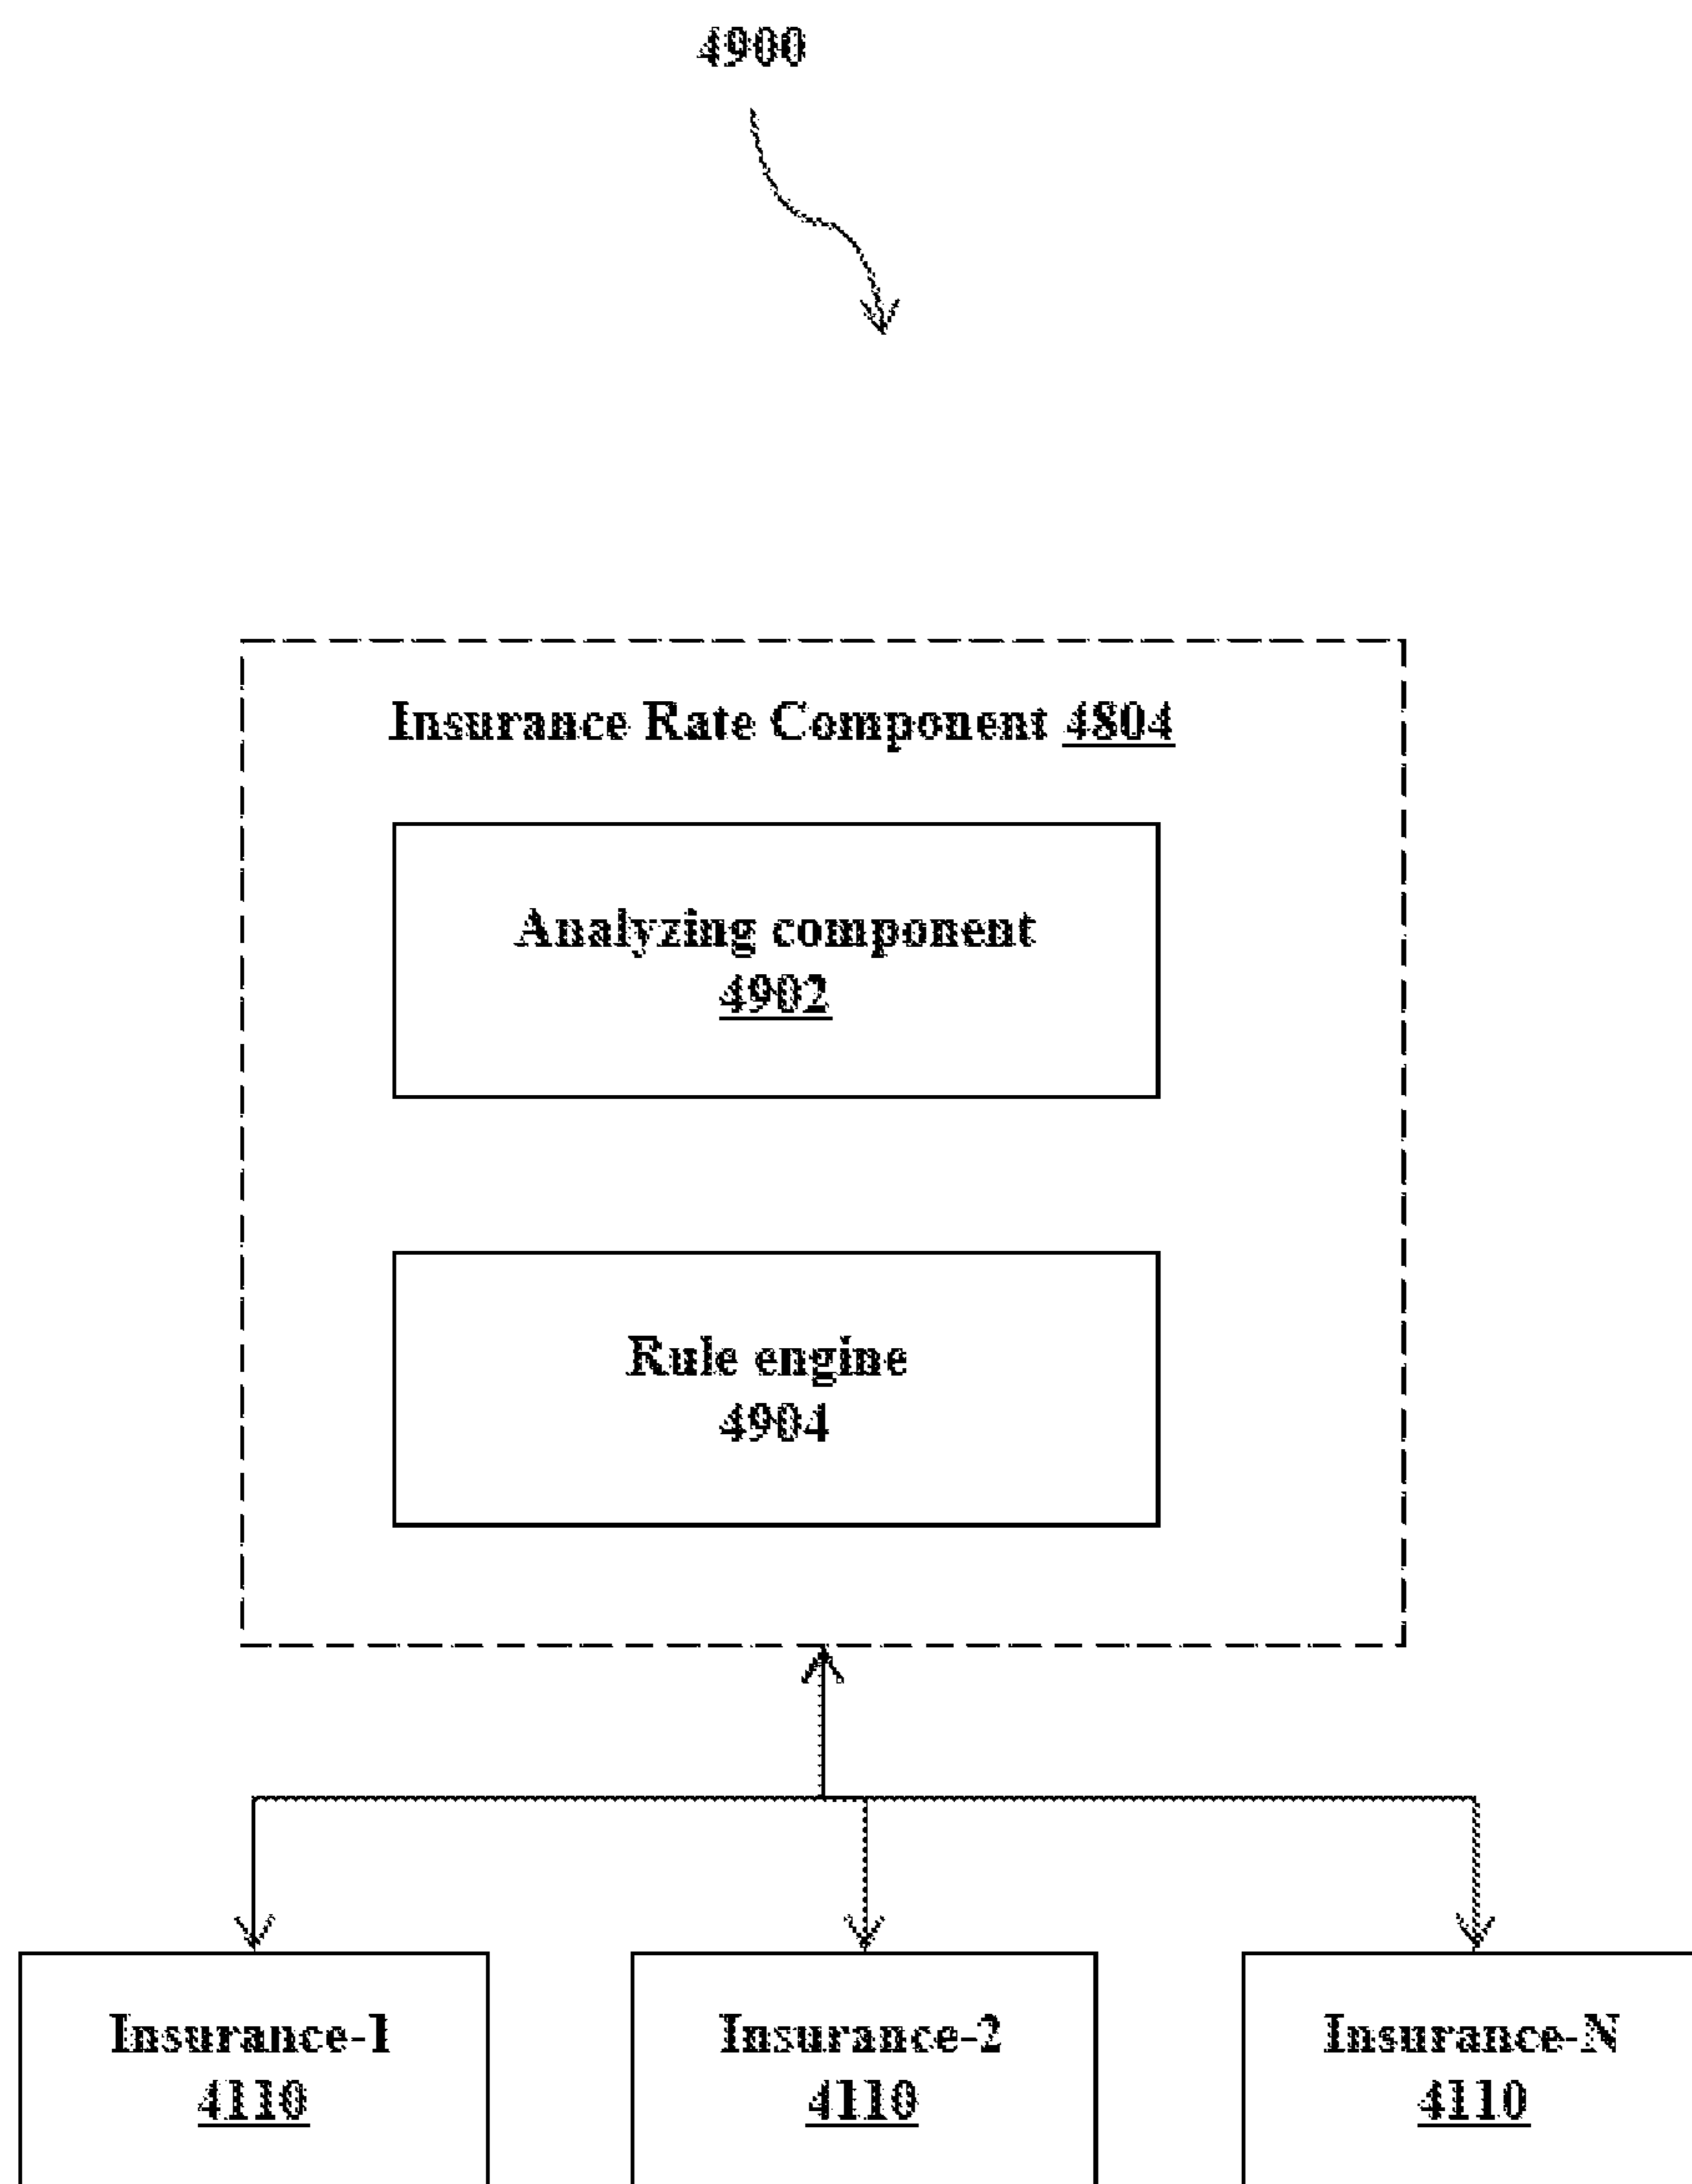 4900
Insurance Rate Component 4804
Analyzing component
4902
Rule engine
4904
Insurance-1
4110
Insurance-2
4110
Insurance-N
4110